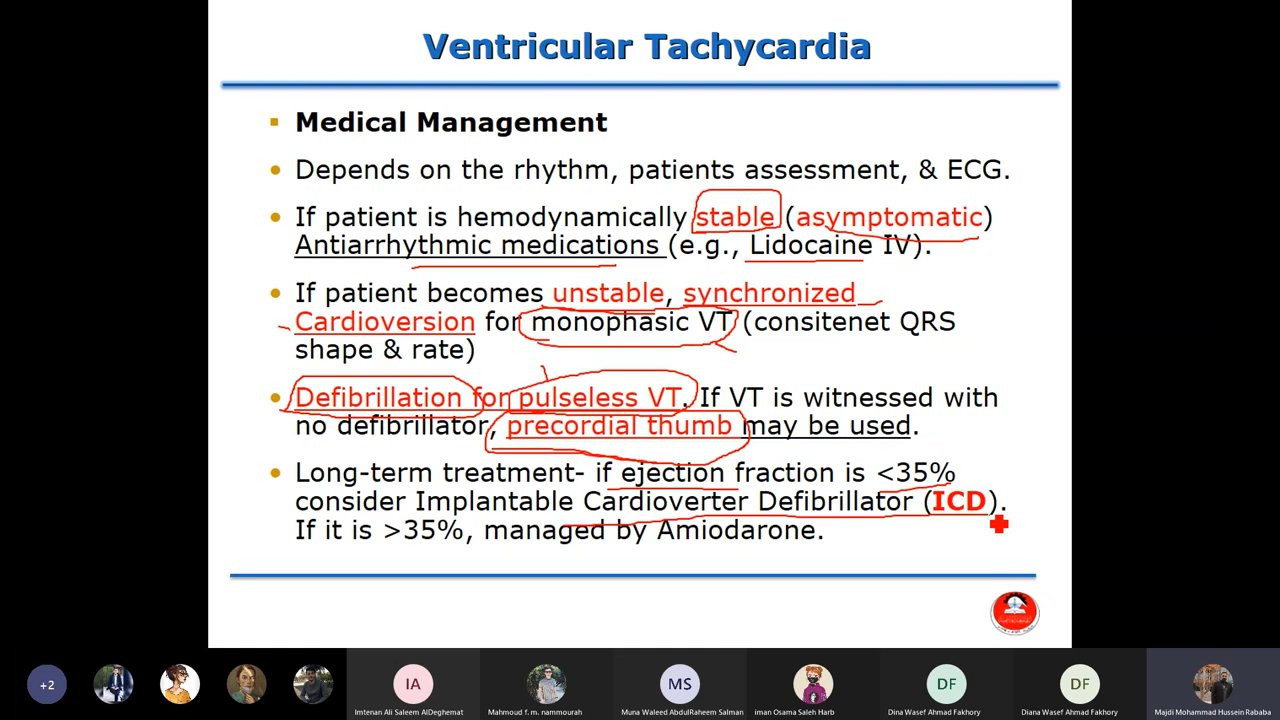 Ventricular Tachycardia
▪ Medical Management
• Depends on the rhythm, patients assessment, & ECG.
• If patient is hemodynamically stable (asymptomatic)
Antiarrhythmic medications (e.g., Lidocaine IV).
• If patient becomes unstable, synchronized
Cardioversion for monophasic VT (consitenet QRS
shape & rate)
• Defibrillation for pulseless VT. If VT is witnessed with
no defibrillator, precordial thumb may be used.
• Long-term treatment- if ejection fraction is <35%
consider Implantable Cardioverter Defibrillator (ICD).
If it is >35%, managed by Amiodarone.
+2
IA
MS
DF
DF
Imtenan Ali Saleem AlDeghemat
Mahmoud f. m. nammourah
Muna Waleed AbdulRaheem Salman
iman Osama Saleh Harb
Dina Wasef Ahmad Fakhory
Diana Wasef Ahmad Fakhory
Majdi Mohammad Hussein Rababa